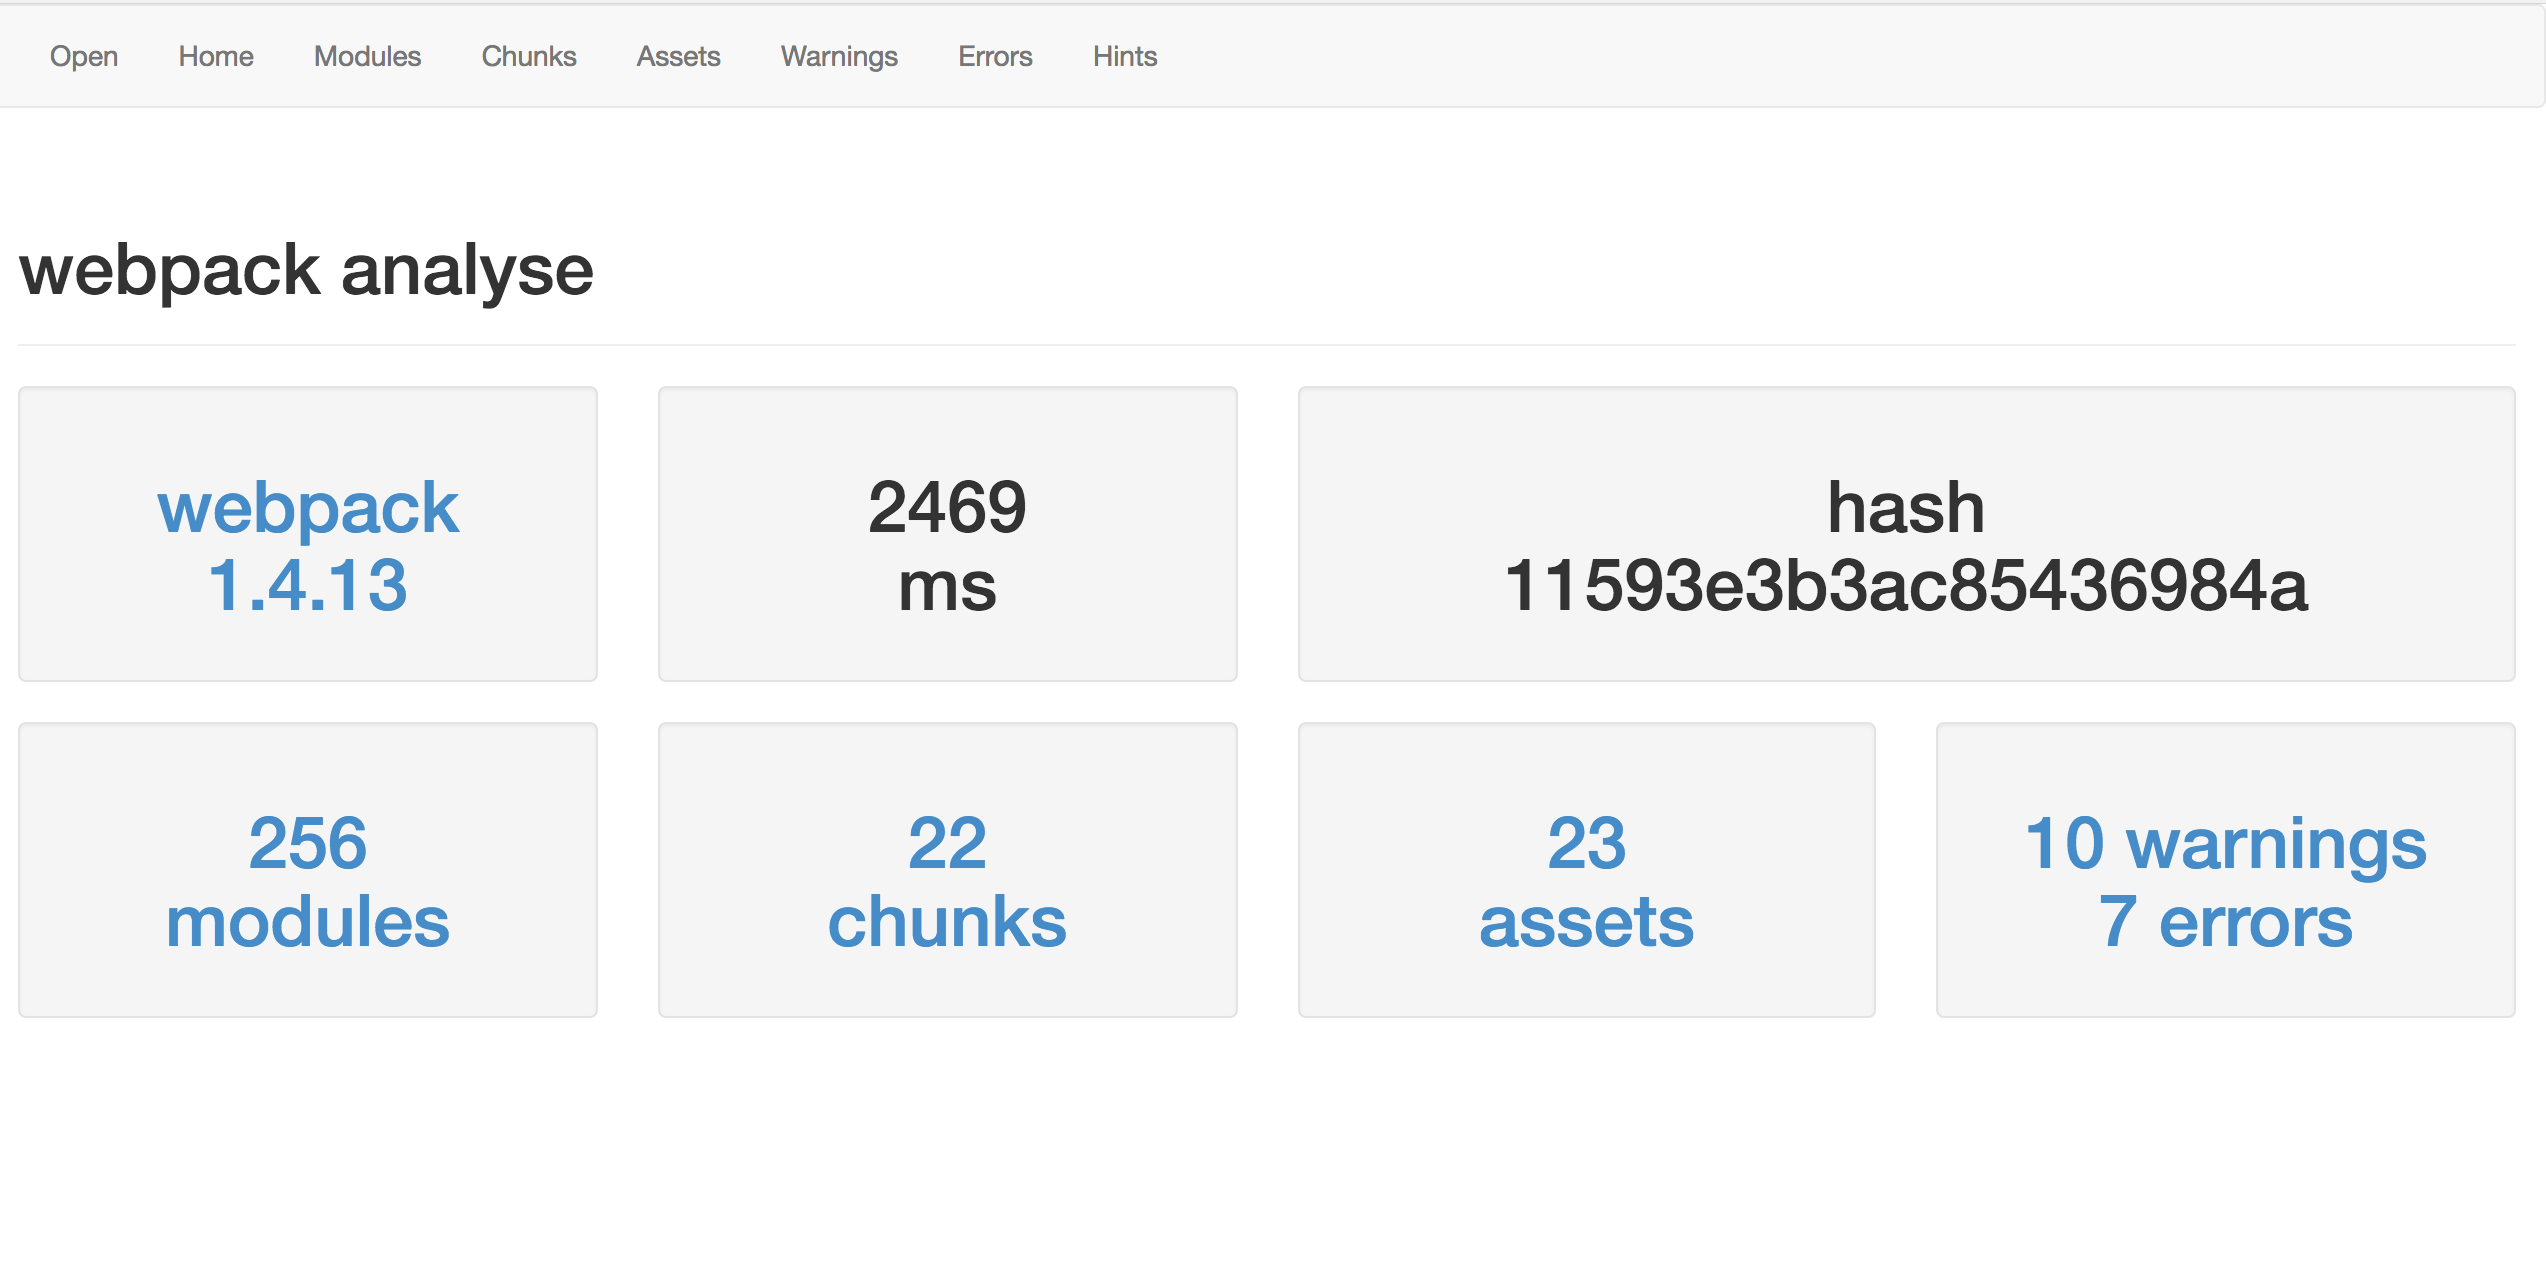 Open Home Modules Chunks Assets Warnings Errors Hints
webpack analyse
webpack
1.4.13
2469
ms
hash
11593e3b3ac85436984a
256
modules
22
chunks
23
assets
10 warnings
7 errors